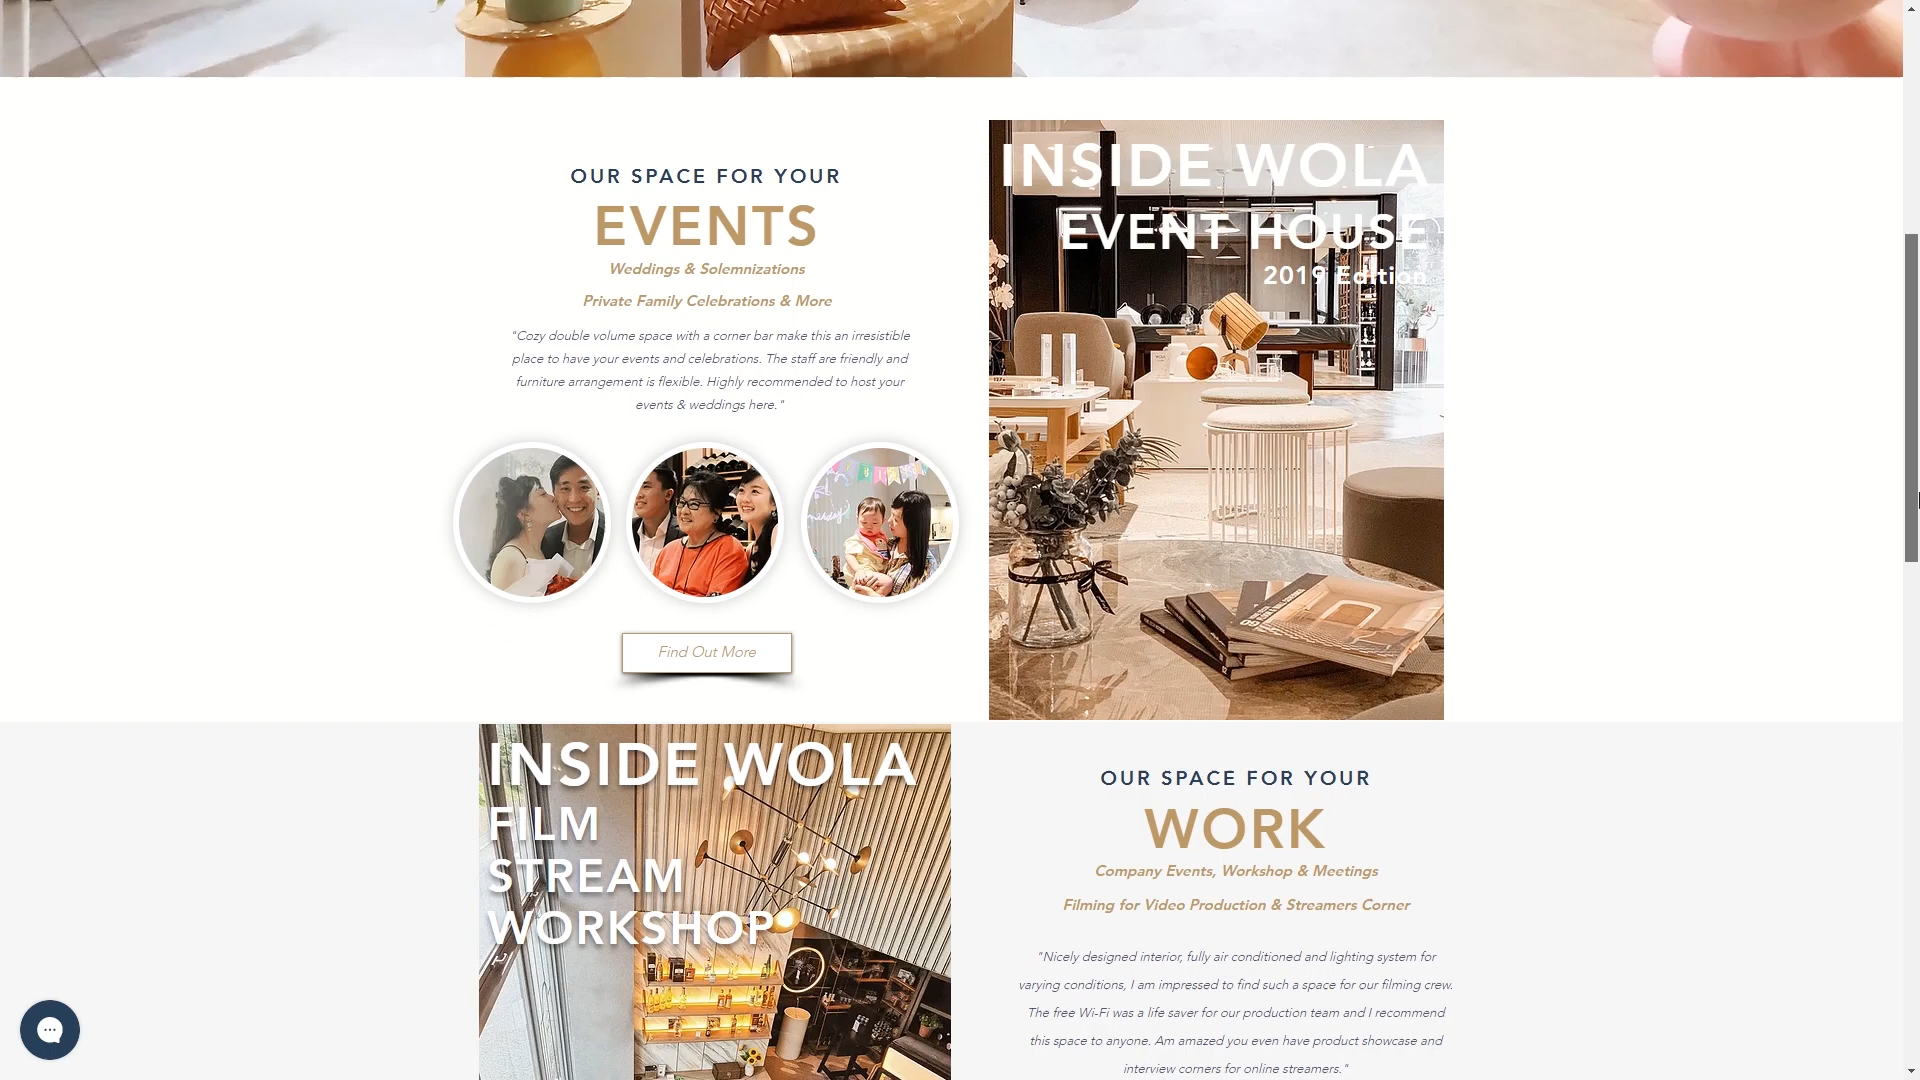 OUR SPACE FOR YOUR
EVENTS
Weddings & Solemnizations
Private Family Celebrations & More
"Cozy double volume space with a corner bar make this an irresistible
place to have your events and celebrations. The staff are friendly and
furniture arrangement is flexible. Highly recommended to host your
events & weddings here."
Find Out More
INSIDE WOLA
EVENT HOUSE
2019 Edition
INSIDE WOLA
FILM
STREAM
WORKSHOP
OUR SPACE FOR YOUR
WORK
Company Events, Workshop & Meetings
Filming for Video Production & Streamers Corner
"Nicely designed interior, fully air conditioned and lighting system for
varying conditions, I am impressed to find such a space for our filming crew.
The free Wi-Fi was a life saver for our production team and I recommend
this space to anyone. Am amazed you even have product showcase and
interview corners for online streamers."